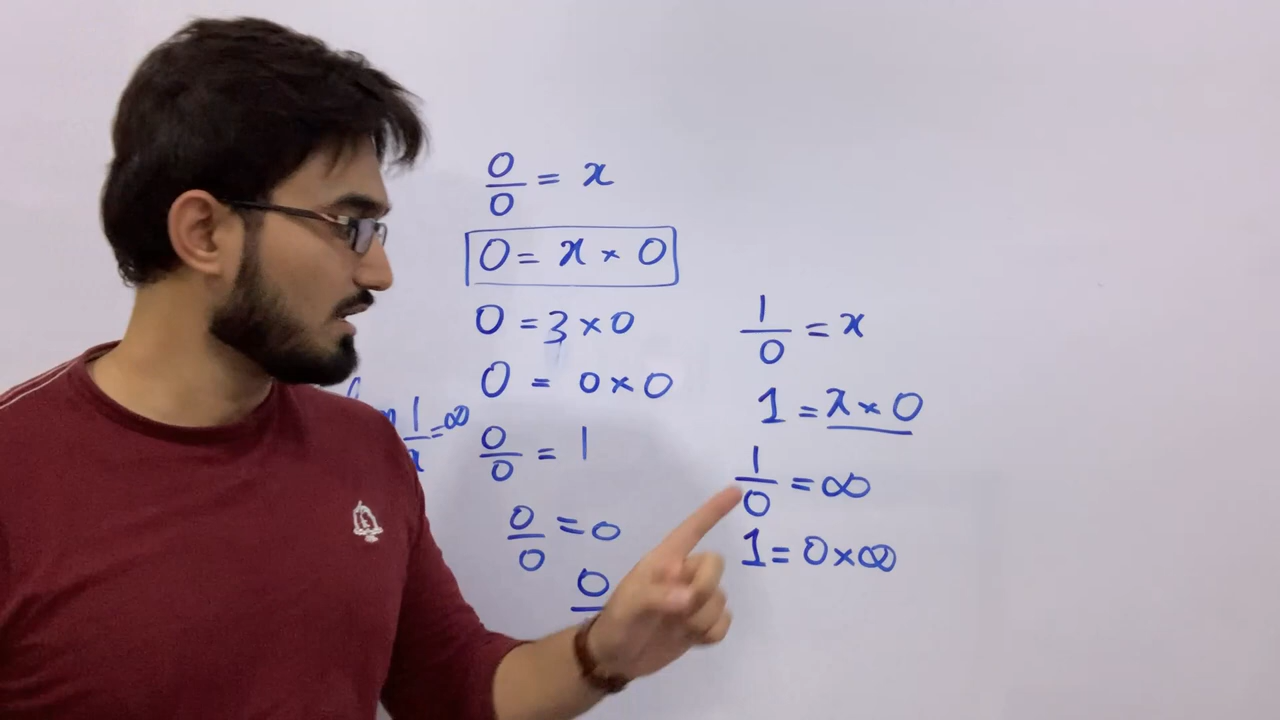 0/0 = x
0 = x × 0
0 = 3 × 0
0 = 0 × 0
0/0 = 1
0/0 = 0
0
1/0 = x
1 = x × 0
1/0 = ∞
1 = 0 × ∞
= ∞